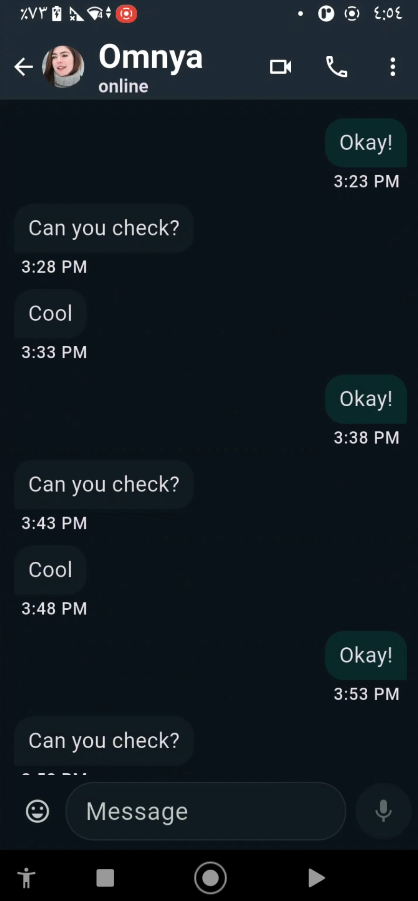 ٪٧٣ ٤:٥٤
Omnya
online
Okay!
3:23 PM
Can you check?
3:28 PM
Cool
3:33 PM
Okay!
3:38 PM
Can you check?
3:43 PM
Cool
3:48 PM
Okay!
3:53 PM
Can you check?
Message